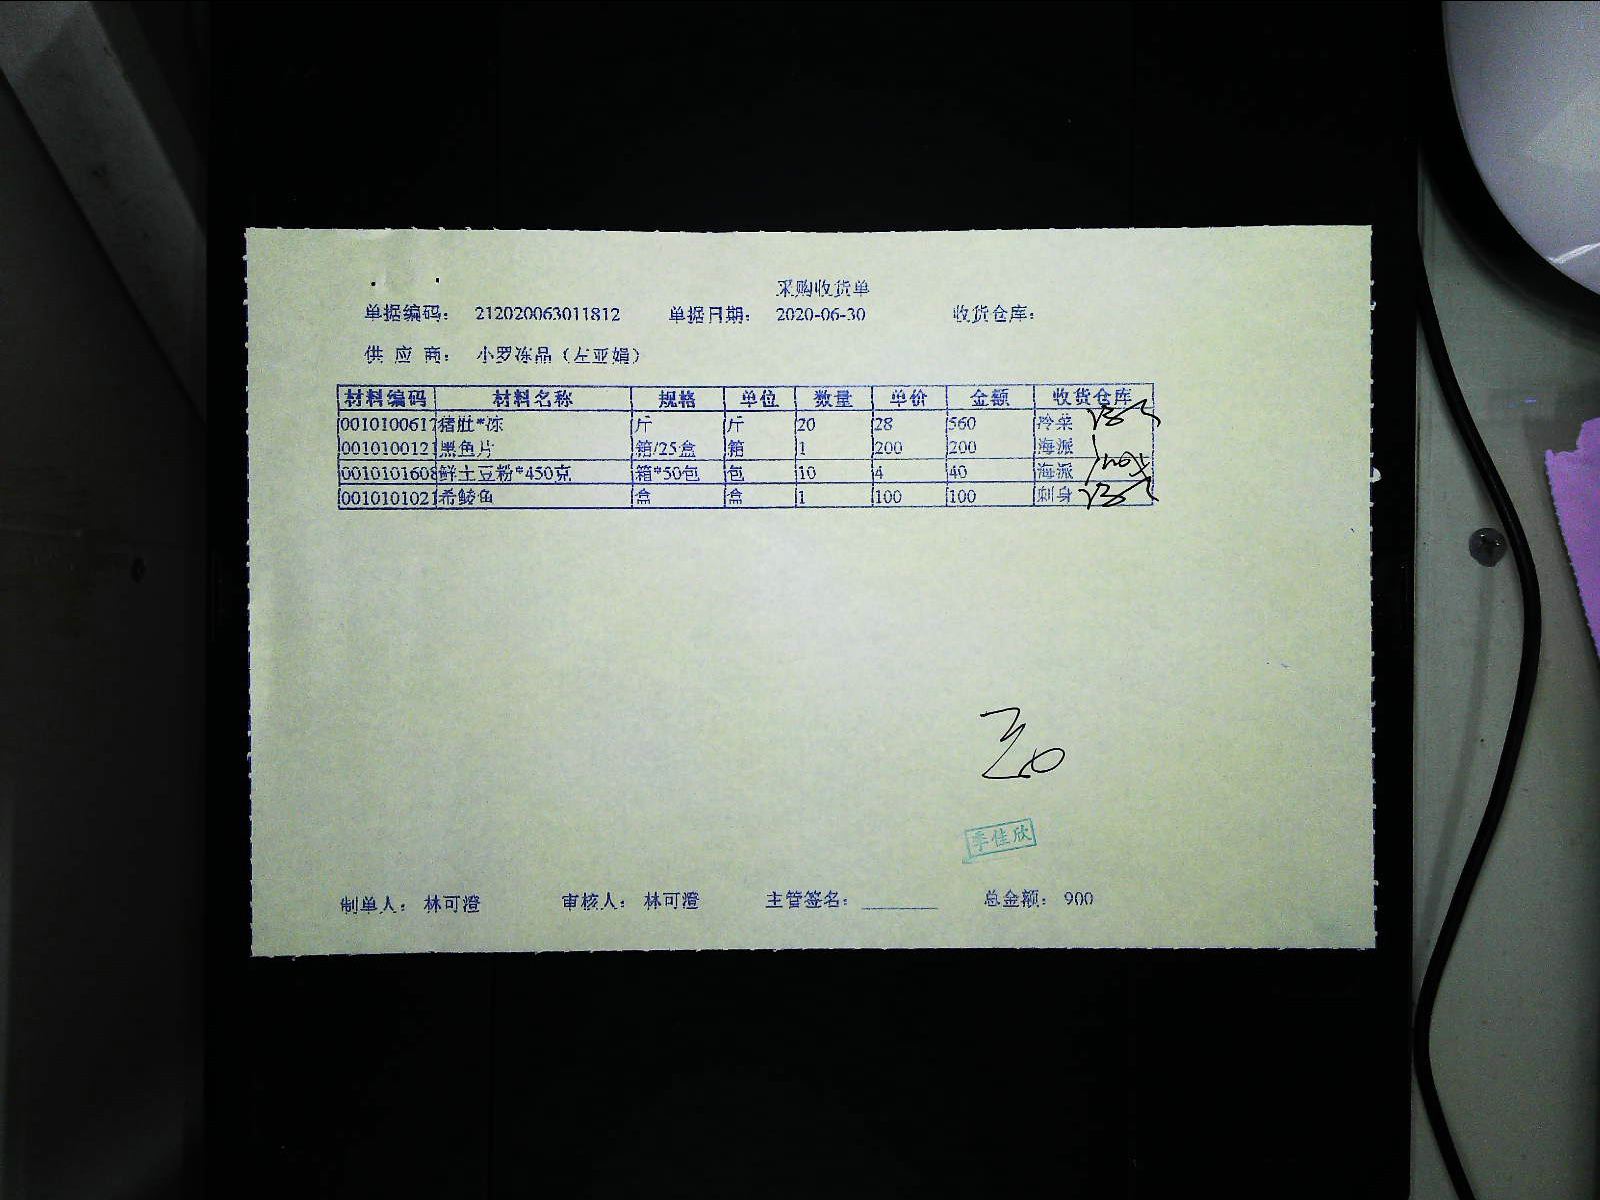 采购收货单
单据编码： 212020063011812 单据日期： 2020-06-30 收货仓库：
供 应 商： 小罗冻品（左亚娟）
材料编码 材料名称 规格 单位 数量 单价 金额 收货仓库
0010100617 猪肚*冻 斤 斤 20 28 560 冷菜
0010100121 黑鱼片 箱/25盒 箱 1 200 200 海派
0010101608 鲜土豆粉*450克 箱*50包 包 10 4 40 海派
0010101021 希鲮鱼 盒 盒 1 100 100 刺身
季佳欣
制单人： 林可澄 审核人： 林可澄 主管签名： 总金额： 900